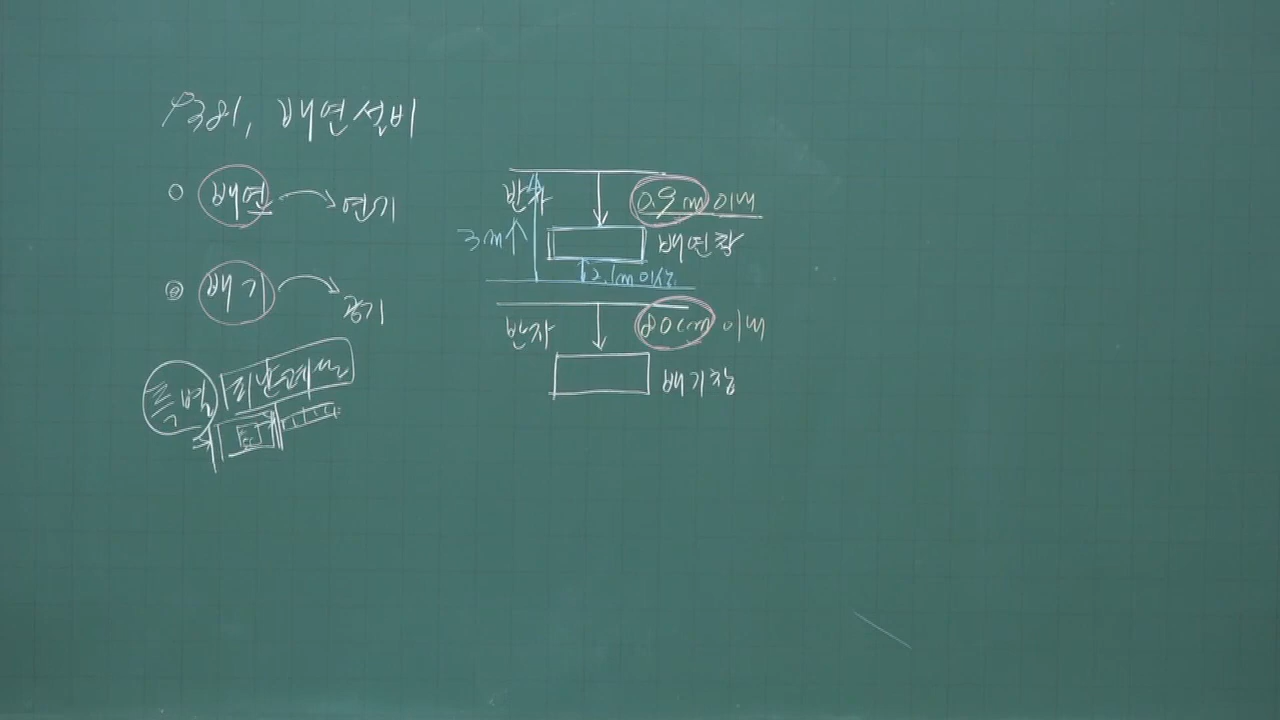 배연설비
○ 배연 → 연기
◎ 배기 → 공기
특별 피난계단
반자 0.9m 이내
3m↑ 배연창
2.1m 이상
반자 80cm 이내
배기창